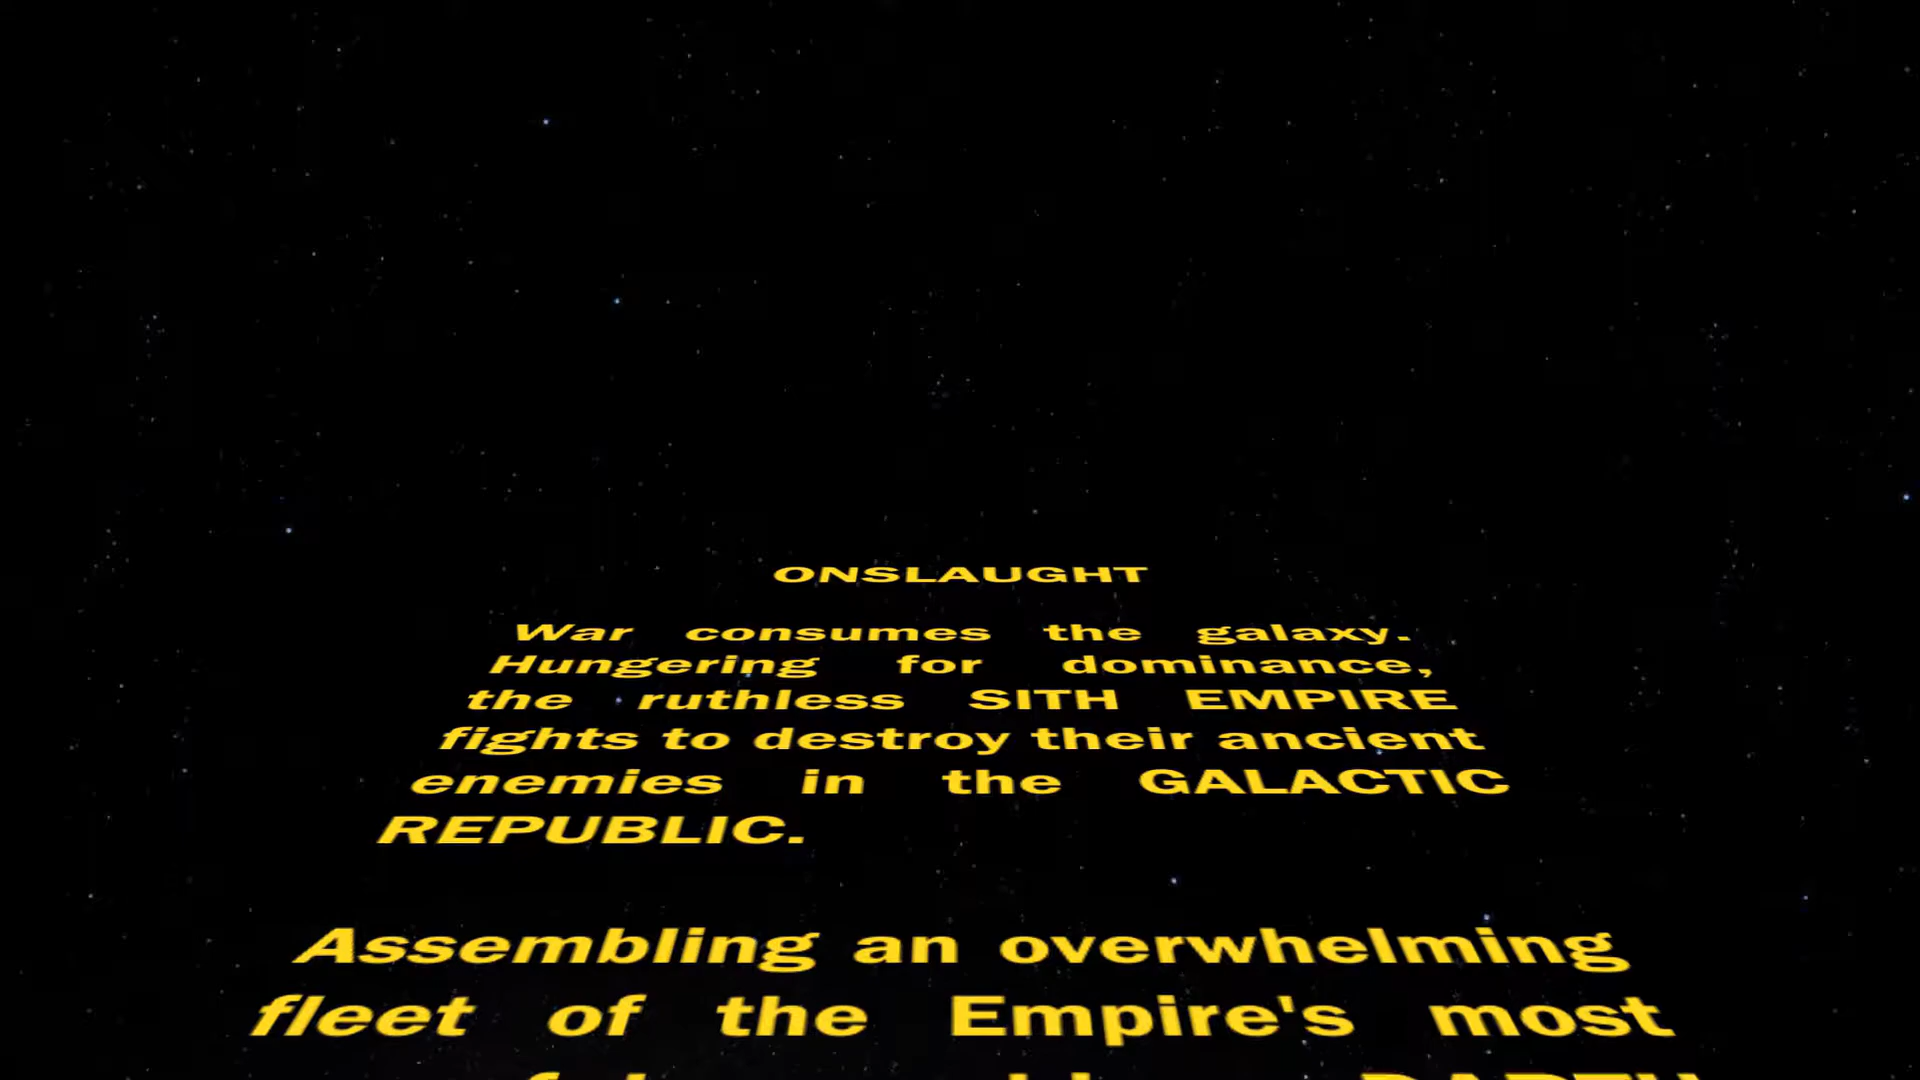 ONSLAUGHT
War consumes the galaxy.
Hungering for dominance,
the ruthless SITH EMPIRE
fights to destroy their ancient
enemies in the GALACTIC
REPUBLIC.
Assembling an overwhelming
fleet of the Empire's most